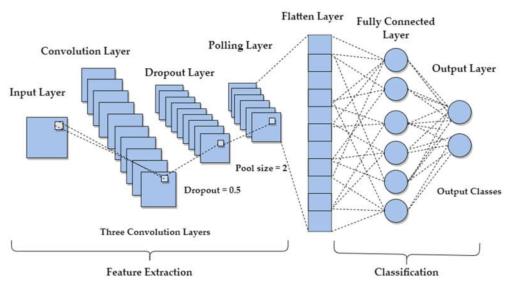 Flatten Layer
Fully Connected
Layer
Convolution Layer
Polling Layer
Dropout Layer
Output Layer
Input Layer
Pool size = 2
Dropout = 0.5
Output Classes
Three Convolution Layers
Feature Extraction
Classification